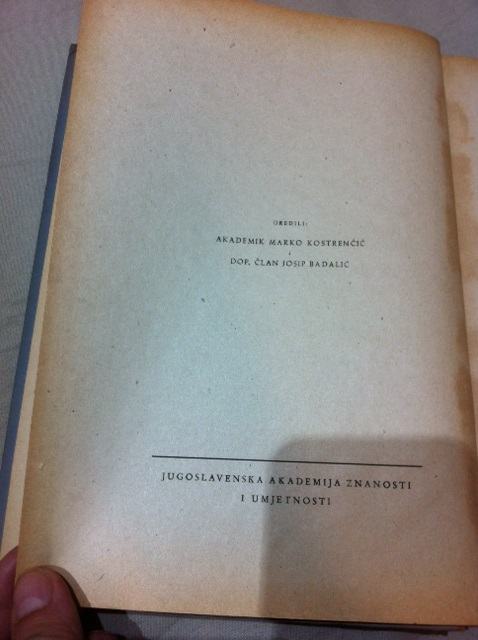 UREDILI:
AKADEMIK MARKO KOSTRENČIĆ
i
DOP. ČLAN JOSIP BADALIĆ
JUGOSLAVENSKA AKADEMIJA ZNANOSTI
I UMJETNOSTI